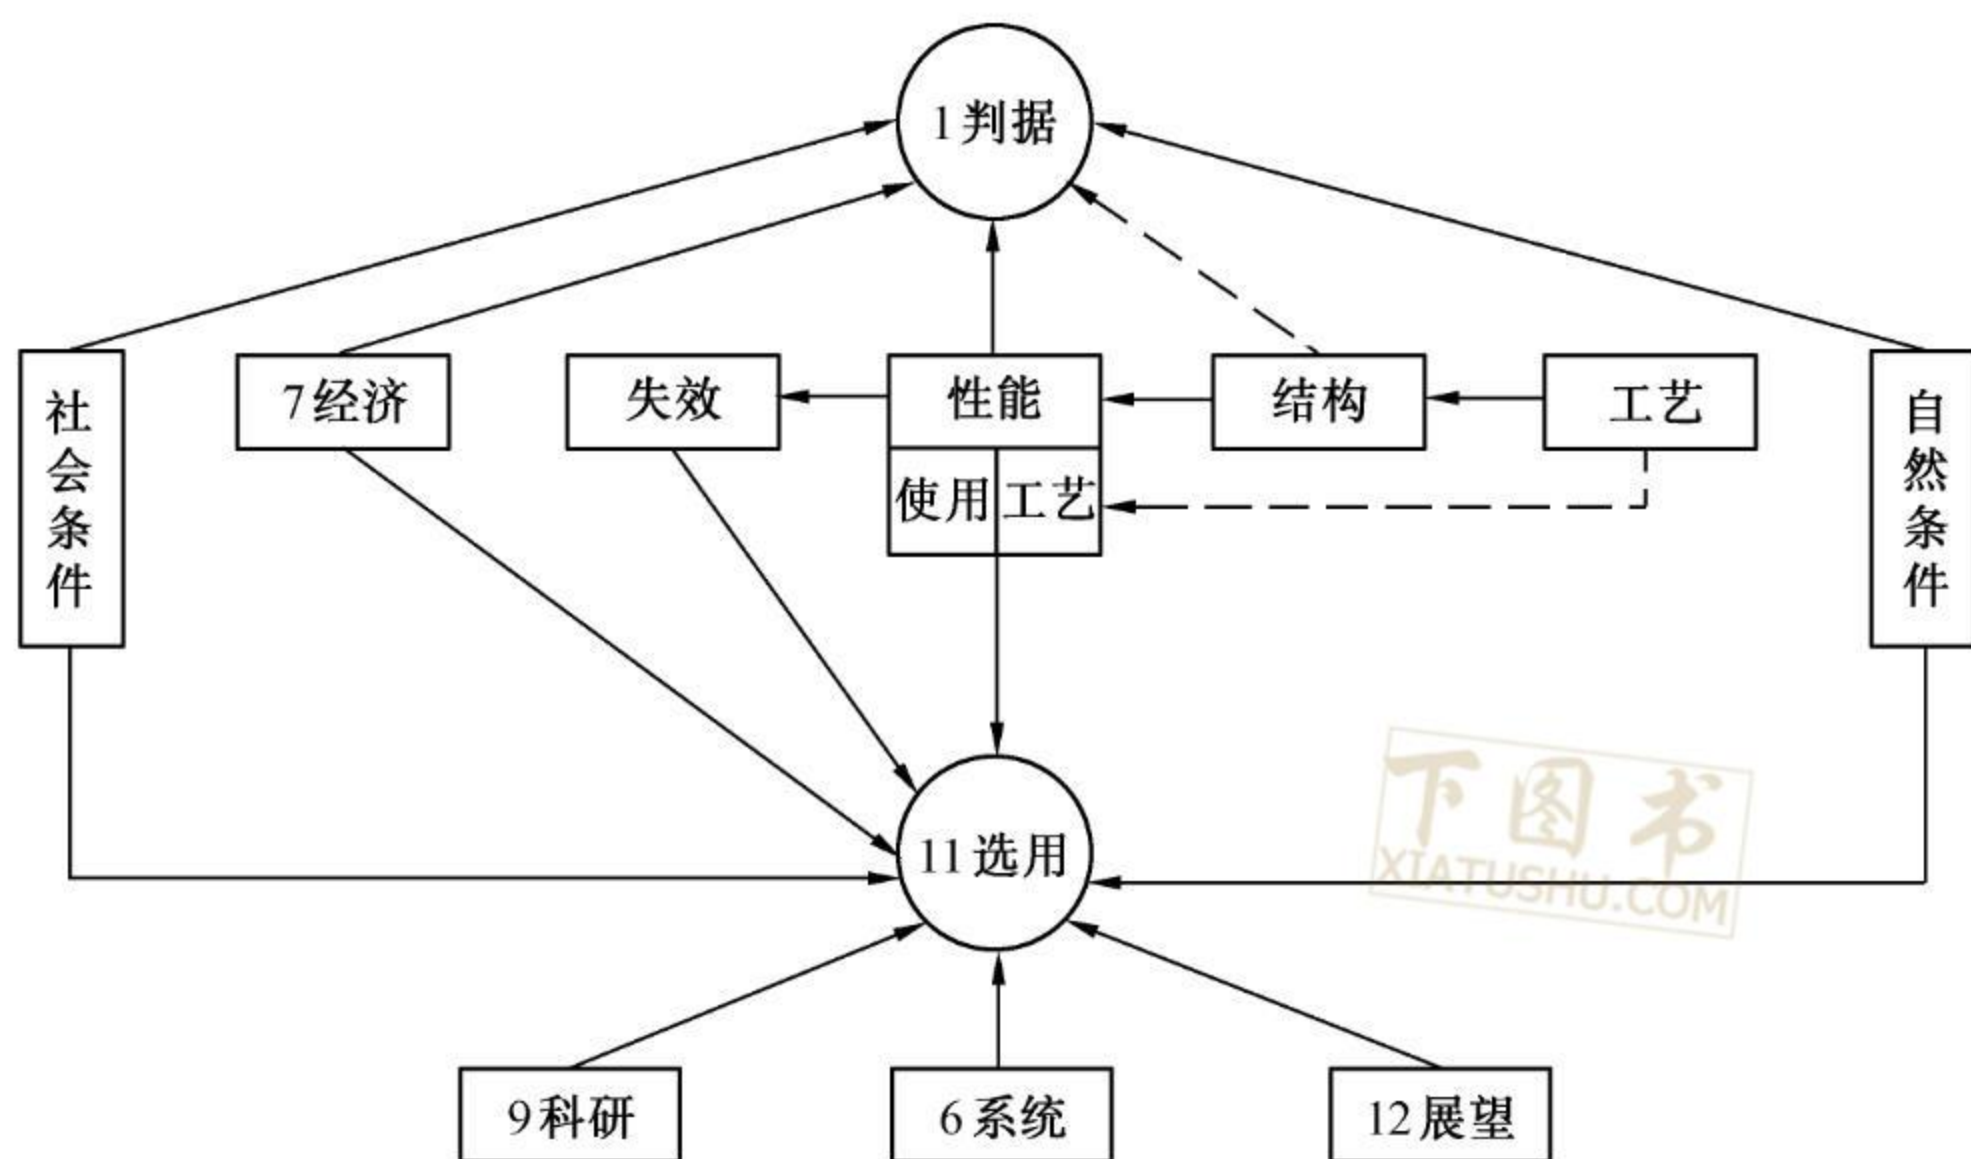 1判据
社会条件
7经济
失效
性能
结构
工艺
自然条件
使用
工艺
11选用
下图书
XIATUSHU.COM
9科研
6系统
12展望